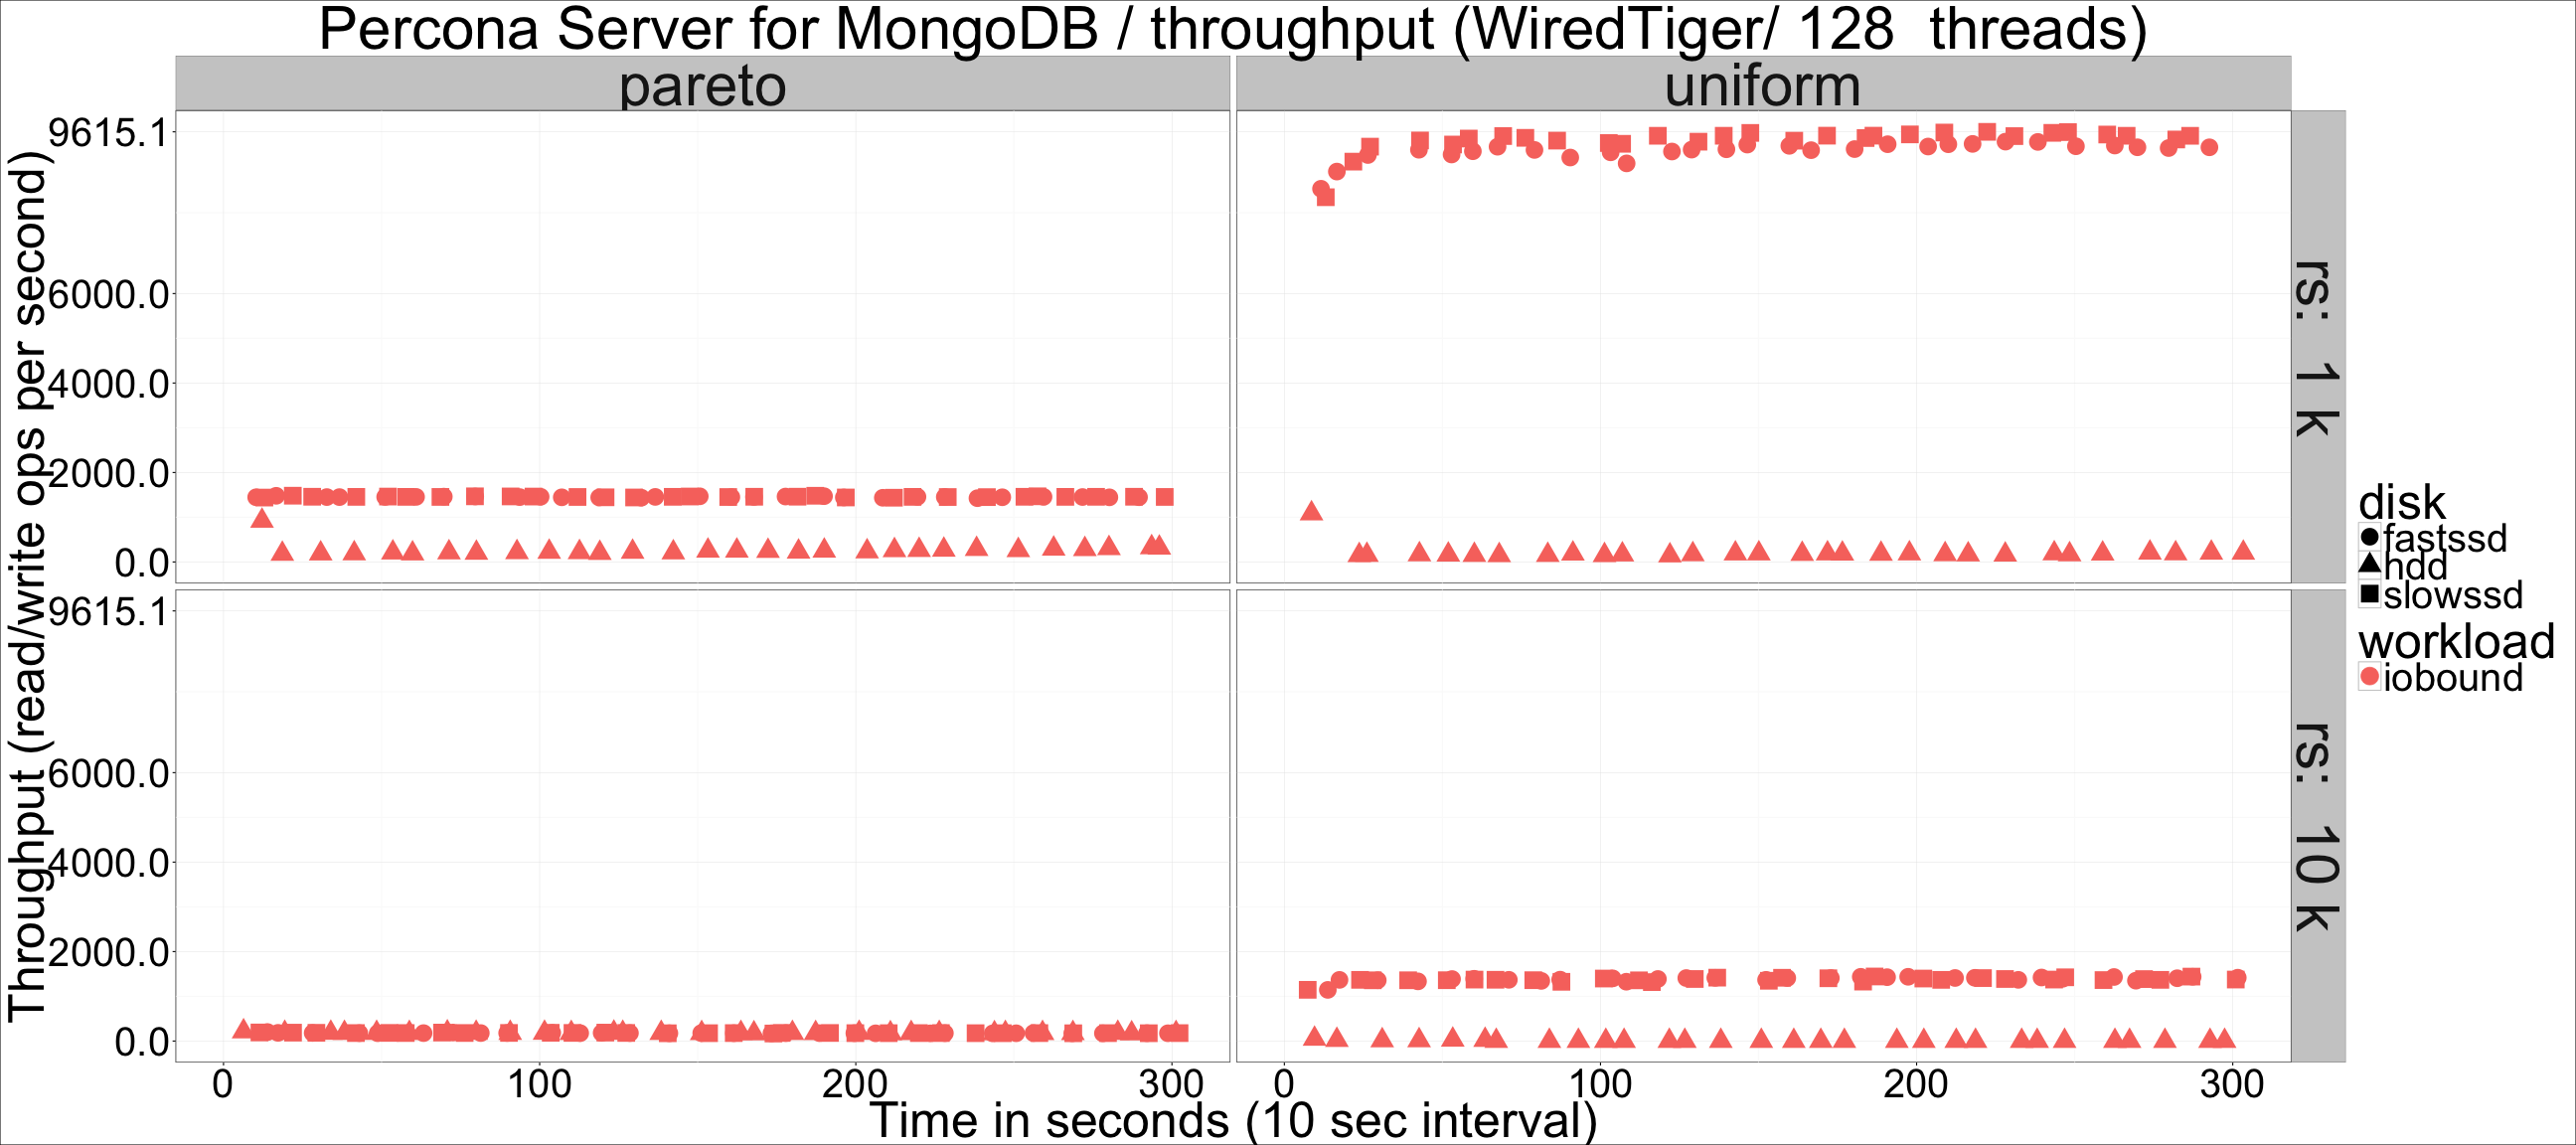 Percona Server for MongoDB / throughput (WiredTiger/ 128  threads)
pareto
uniform
Throughput (read/write ops per second)
9615.1
6000.0
4000.0
2000.0
0.0
rs:  1 k
9615.1
6000.0
4000.0
2000.0
0.0
rs:  10 k
0 100 200 300
0 100 200 300
Time in seconds (10 sec interval)
disk
fastssd
hdd
slowssd
workload
iobound